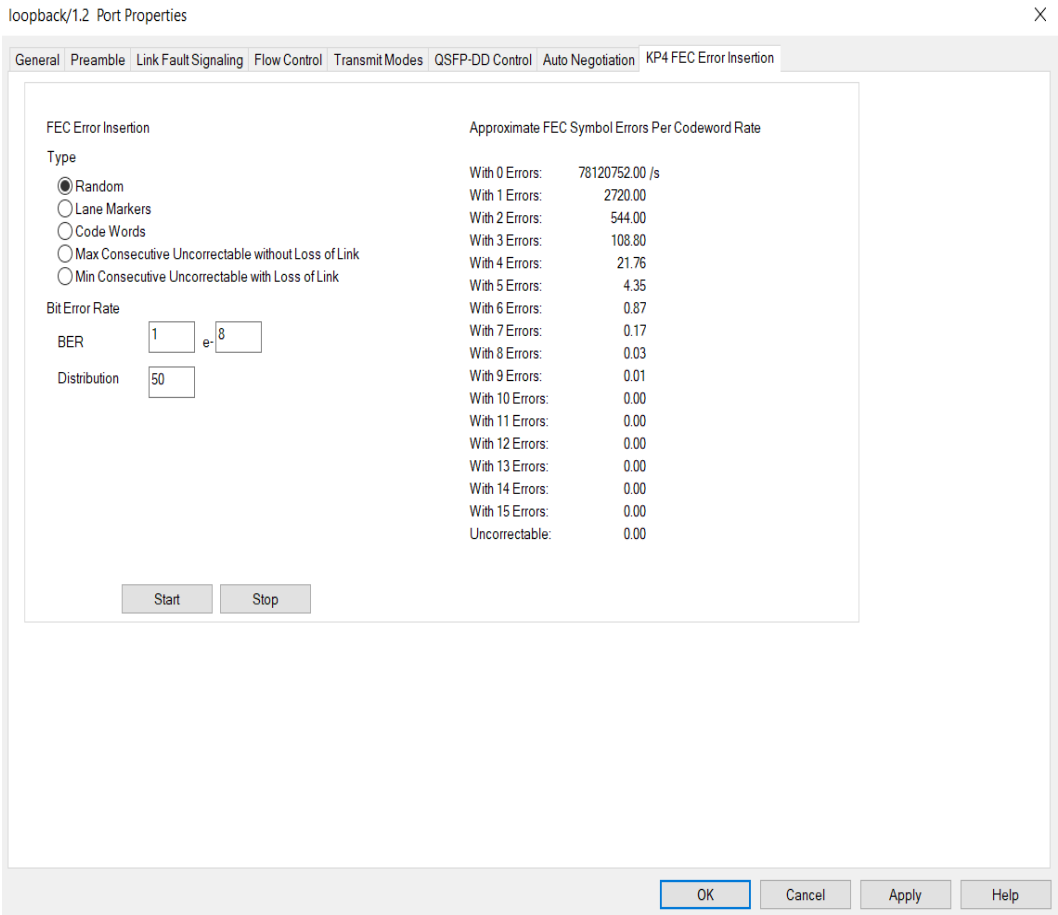 loopback/1.2 Port Properties
General Preamble Link Fault Signaling Flow Control Transmit Modes QSFP-DD Control Auto Negotiation KP4 FEC Error Insertion
FEC Error Insertion
Type
Random
Lane Markers
Code Words
Max Consecutive Uncorrectable without Loss of Link
Min Consecutive Uncorrectable with Loss of Link
Bit Error Rate
BER 1 e- 8
Distribution 50
Start Stop
Approximate FEC Symbol Errors Per Codeword Rate
With 0 Errors: 78120752.00 /s
With 1 Errors: 2720.00
With 2 Errors: 544.00
With 3 Errors: 108.80
With 4 Errors: 21.76
With 5 Errors: 4.35
With 6 Errors: 0.87
With 7 Errors: 0.17
With 8 Errors: 0.03
With 9 Errors: 0.01
With 10 Errors: 0.00
With 11 Errors: 0.00
With 12 Errors: 0.00
With 13 Errors: 0.00
With 14 Errors: 0.00
With 15 Errors: 0.00
Uncorrectable: 0.00
OK Cancel Apply Help